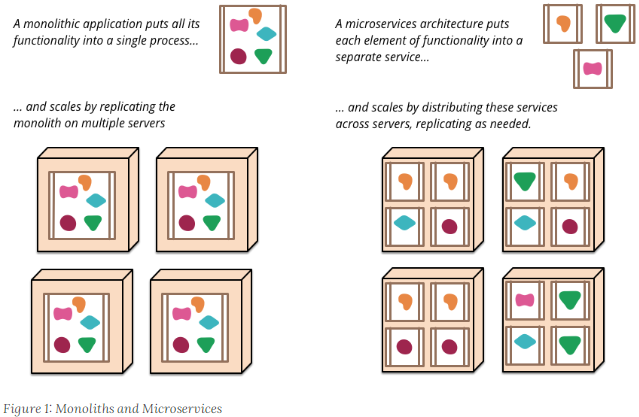 A monolithic application puts all its
functionality into a single process...
... and scales by replicating the
monolith on multiple servers
A microservices architecture puts
each element of functionality into a
separate service...
... and scales by distributing these services
across servers, replicating as needed.
Figure 1: Monoliths and Microservices